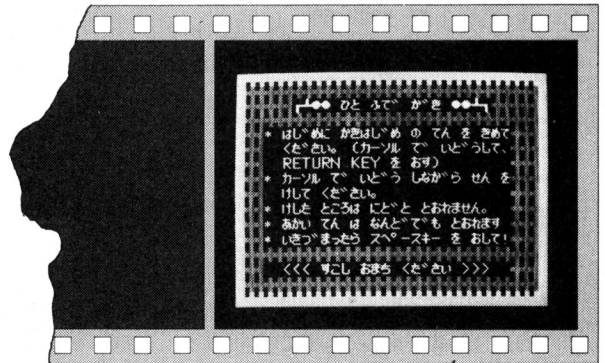 ひと ふで がき
* はじめに かきはじめ の てん を きめて
ください。 (カーソル で いどうして、
RETURN KEY を おす)
* カーソル で いどう しながら せん を
けして ください。
* けした ところは にどと とおれません。
* あかい てん は なんど でも とおれます
* いきづまったら スペースキー を おして!
<<< すこし おまち ください >>>